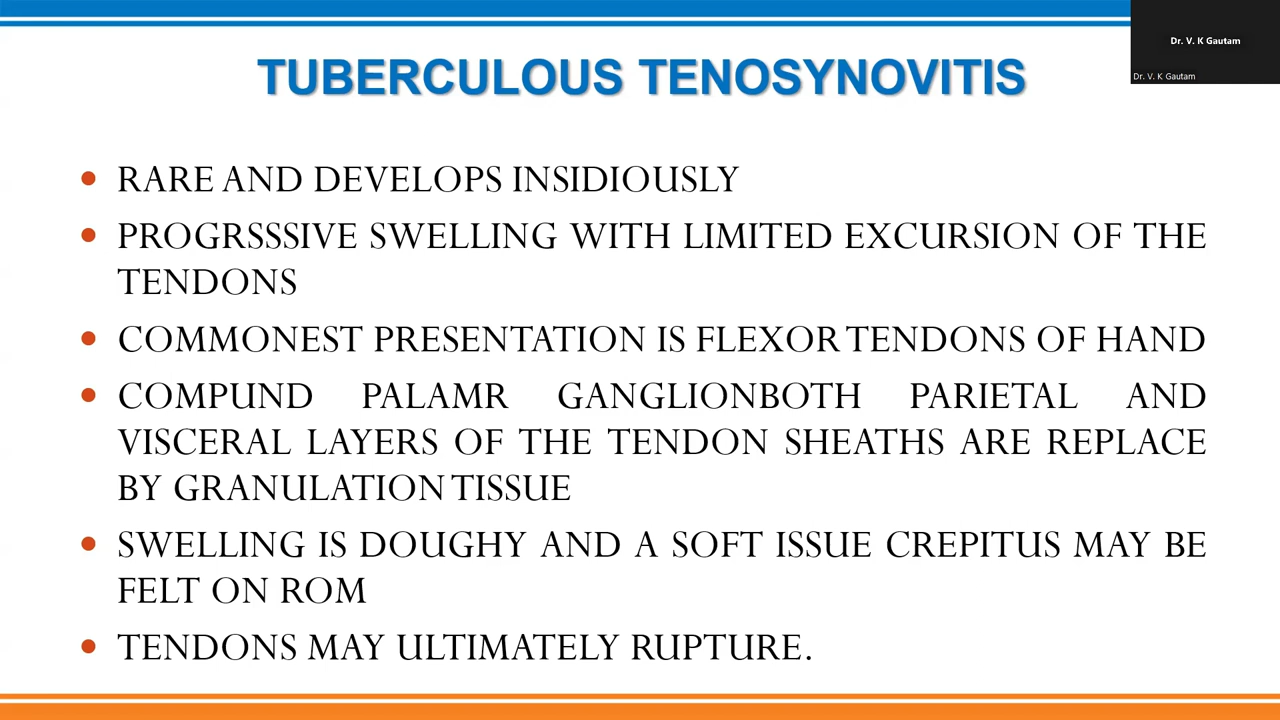 Dr. V. K Gautam
Dr. V. K Gautam
TUBERCULOUS TENOSYNOVITIS
• RARE AND DEVELOPS INSIDIOUSLY
• PROGRSSSIVE SWELLING WITH LIMITED EXCURSION OF THE
TENDONS
• COMMONEST PRESENTATION IS FLEXOR TENDONS OF HAND
• COMPUND PALAMR GANGLIONBOTH PARIETAL AND
VISCERAL LAYERS OF THE TENDON SHEATHS ARE REPLACE
BY GRANULATION TISSUE
• SWELLING IS DOUGHY AND A SOFT ISSUE CREPITUS MAY BE
FELT ON ROM
• TENDONS MAY ULTIMATELY RUPTURE.